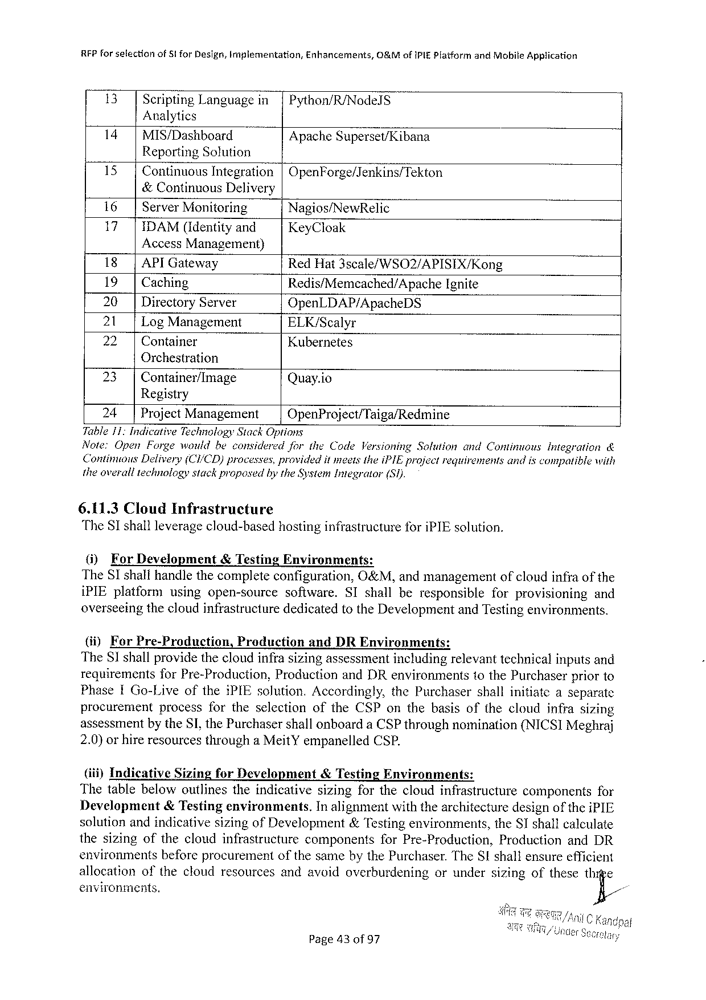 RFP for selection of SI for Design, Implementation, Enhancements, O&M of iPIE Platform and Mobile Application
13 Scripting Language in Python/R/NodeJS
Analytics
14 MIS/Dashboard Apache Superset/Kibana
Reporting Solution
15 Continuous Integration OpenForge/Jenkins/Tekton
& Continuous Delivery
16 Server Monitoring Nagios/NewRelic
17 IDAM (Identity and KeyCloak
Access Management)
18 API Gateway Red Hat 3scale/WSO2/APISIX/Kong
19 Caching Redis/Memcached/Apache Ignite
20 Directory Server OpenLDAP/ApacheDS
21 Log Management ELK/Scalyr
22 Container Kubernetes
Orchestration
23 Container/Image Quay.io
Registry
24 Project Management OpenProject/Taiga/Redmine
Table 11: Indicative Technology Stack Options
Note: Open Forge would be considered for the Code Versioning Solution and Continuous Integration &
Continuous Delivery (CI/CD) processes, provided it meets the iPIE project requirements and is compatible with
the overall technology stack proposed by the System Integrator (SI).
6.11.3 Cloud Infrastructure
The SI shall leverage cloud-based hosting infrastructure for iPIE solution.
(i) For Development & Testing Environments:
The SI shall handle the complete configuration, O&M, and management of cloud infra of the
iPIE platform using open-source software. SI shall be responsible for provisioning and
overseeing the cloud infrastructure dedicated to the Development and Testing environments.
(ii) For Pre-Production, Production and DR Environments:
The SI shall provide the cloud infra sizing assessment including relevant technical inputs and
requirements for Pre-Production, Production and DR environments to the Purchaser prior to
Phase I Go-Live of the iPIE solution. Accordingly, the Purchaser shall initiate a separate
procurement process for the selection of the CSP on the basis of the cloud infra sizing
assessment by the SI, the Purchaser shall onboard a CSP through nomination (NICSI Meghraj
2.0) or hire resources through a MeitY empanelled CSP.
(iii) Indicative Sizing for Development & Testing Environments:
The table below outlines the indicative sizing for the cloud infrastructure components for
Development & Testing environments. In alignment with the architecture design of the iPIE
solution and indicative sizing of Development & Testing environments, the SI shall calculate
the sizing of the cloud infrastructure components for Pre-Production, Production and DR
environments before procurement of the same by the Purchaser. The SI shall ensure efficient
allocation of the cloud resources and avoid overburdening or under sizing of these three
environments.
अनिल चन्द्र काण्डपाल/Anil C Kandpal
अवर सचिव/Under Secretary
Page 43 of 97